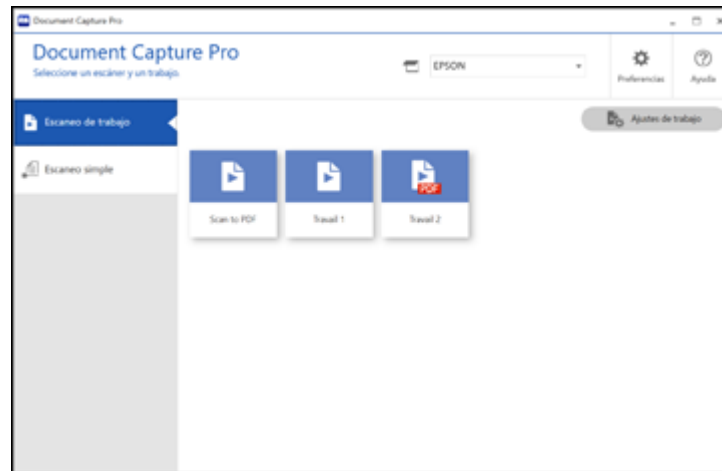 Document Capture Pro
Document Capture Pro
Seleccione un escáner y un trabajo.
EPSON
Preferencias
Ayuda
Escaneo de trabajo
Ajustes de trabajo
Escaneo simple
Scan to PDF
Travail 1
PDF
Travail 2